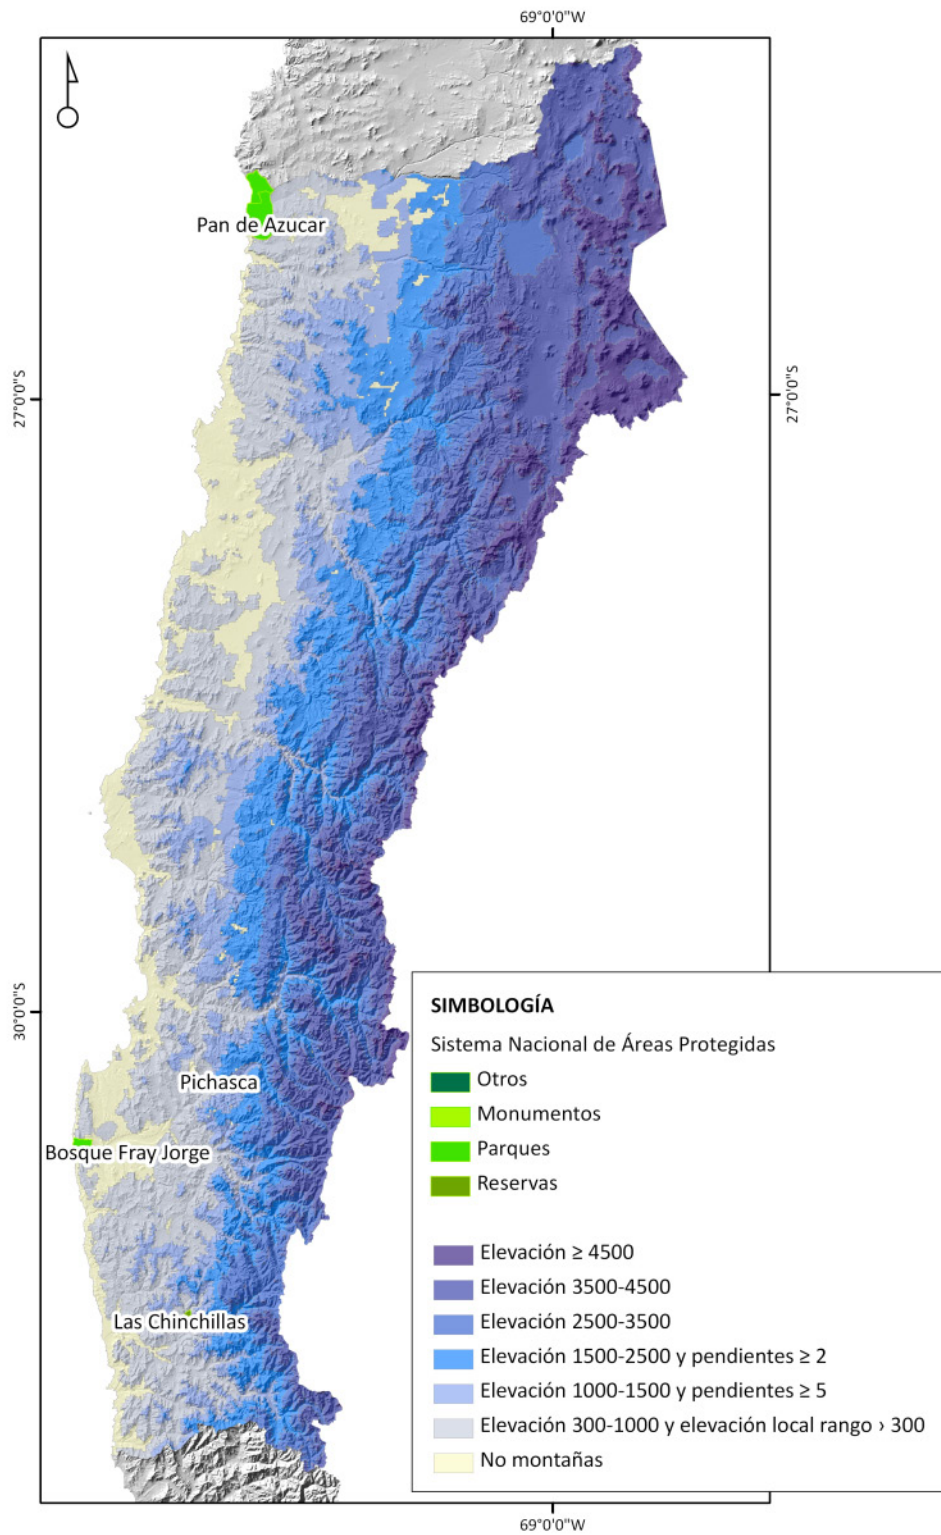 69°0'0"W
Pan de Azucar
27°0'0"S
27°0'0"S
30°0'0"S
Pichasca
Bosque Fray Jorge
Las Chinchillas
SIMBOLOGÍA
Sistema Nacional de Áreas Protegidas
Otros
Monumentos
Parques
Reservas
Elevación ≥ 4500
Elevación 3500-4500
Elevación 2500-3500
Elevación 1500-2500 y pendientes ≥ 2
Elevación 1000-1500 y pendientes ≥ 5
Elevación 300-1000 y elevación local rango › 300
No montañas
69°0'0"W